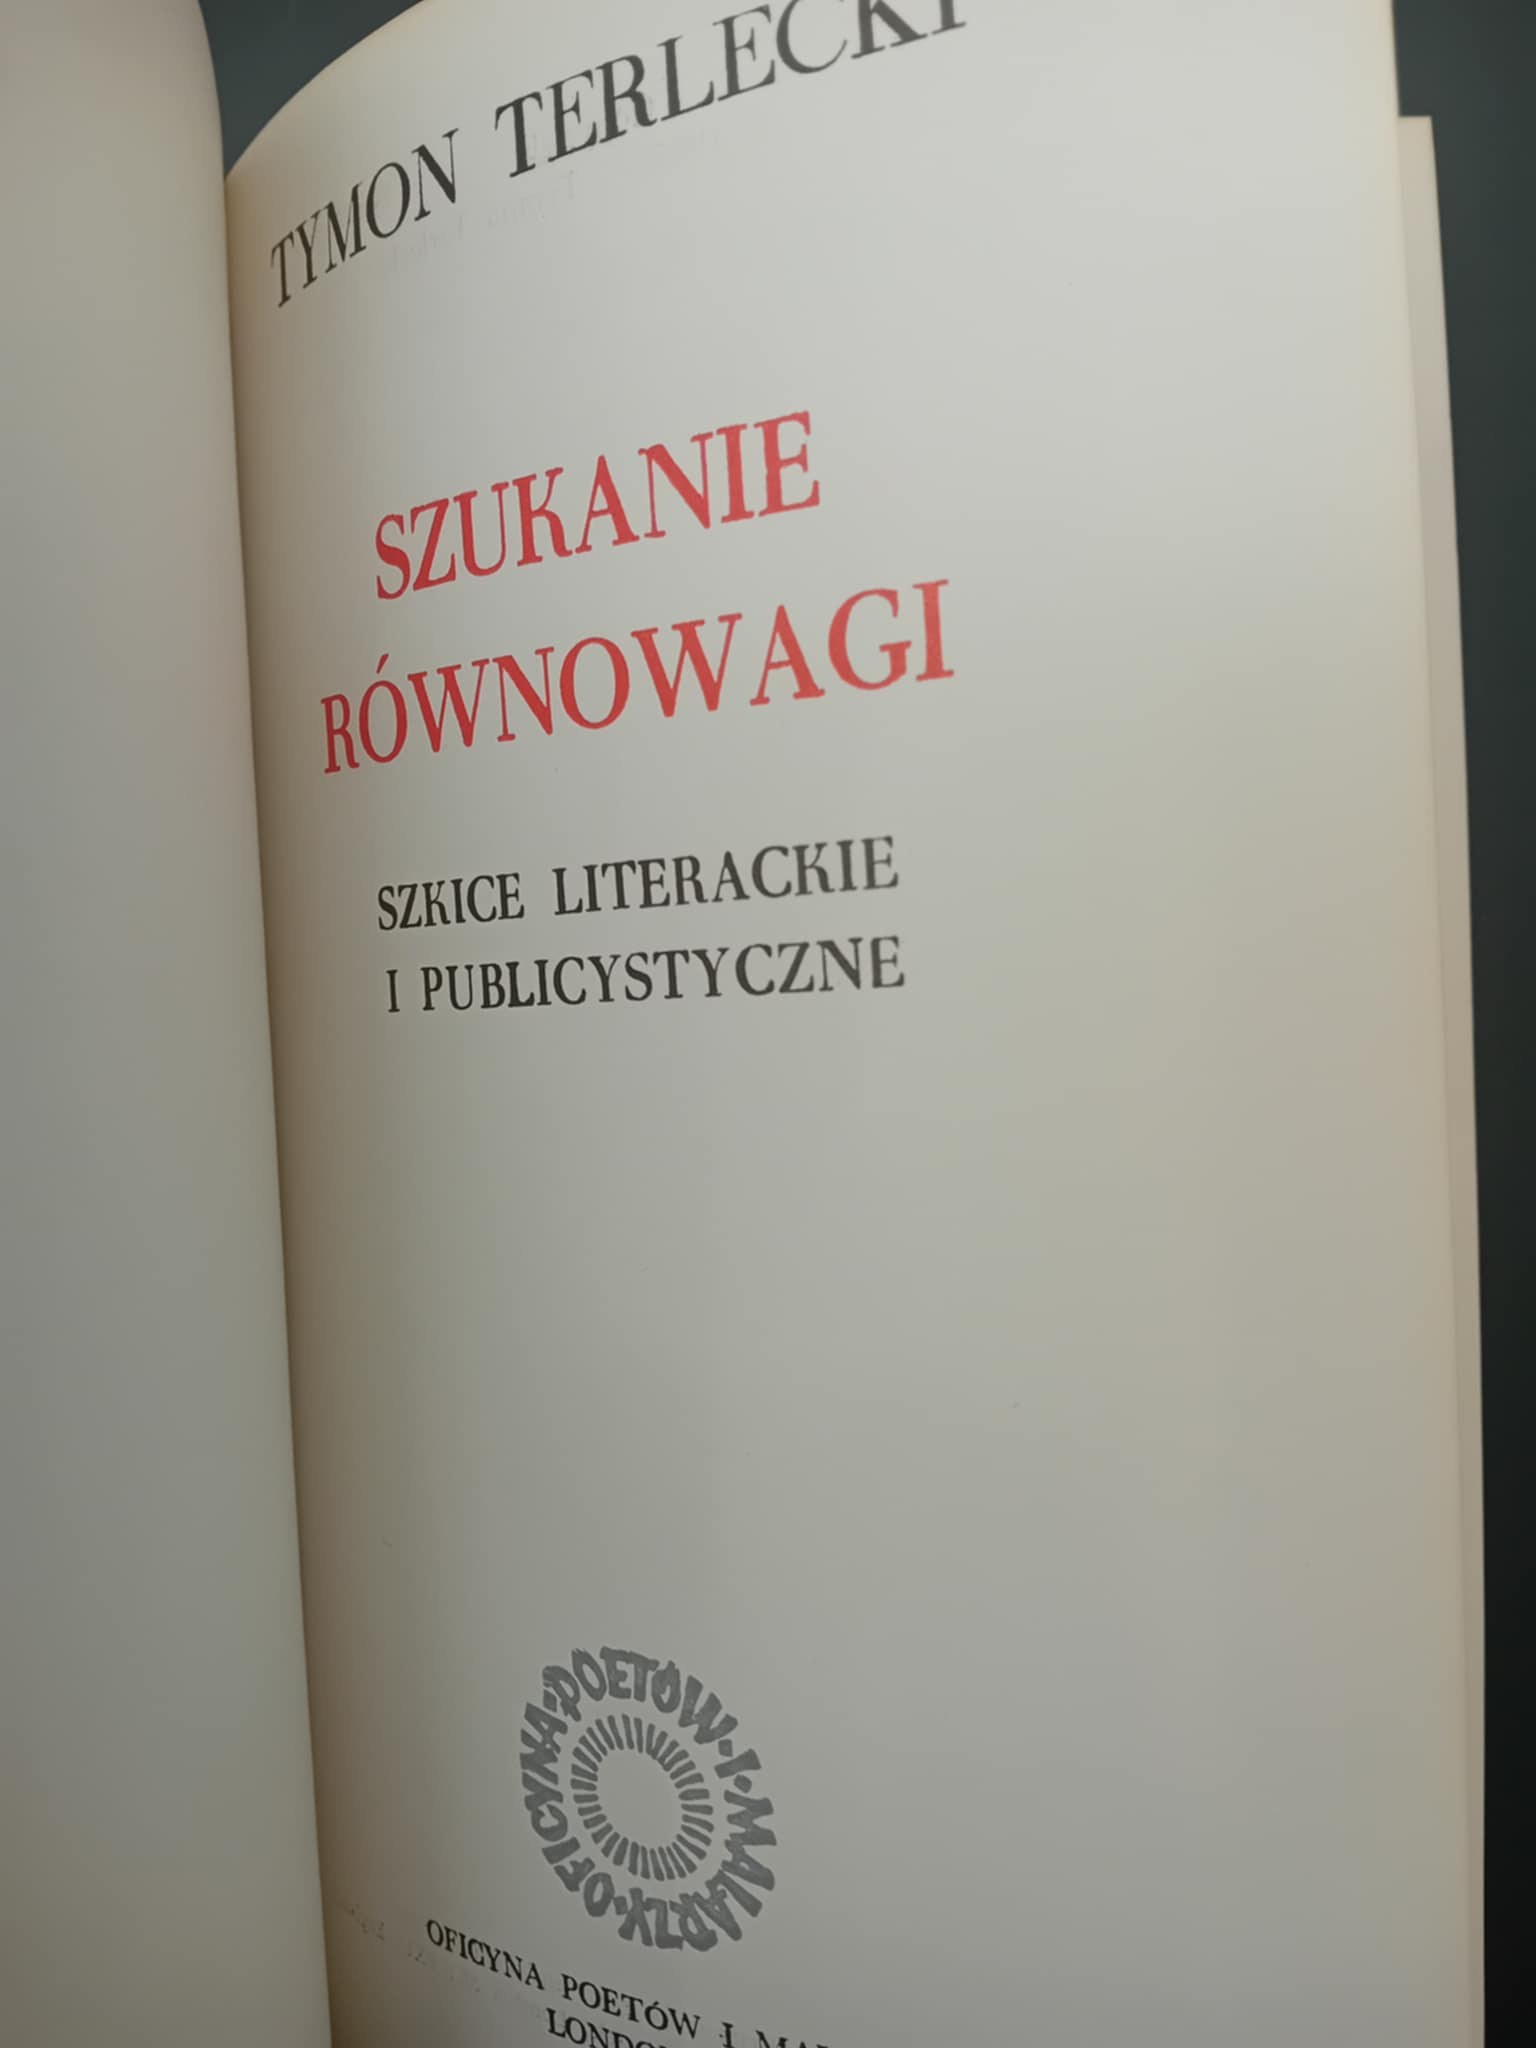 TYMON TERLECKI
SZUKANIE
RÓWNOWAGI
SZKICE LITERACKIE
I PUBLICYSTYCZNE
OFICYNA·POETÓW·I·MALARZY·
OFICYNA POETÓW I